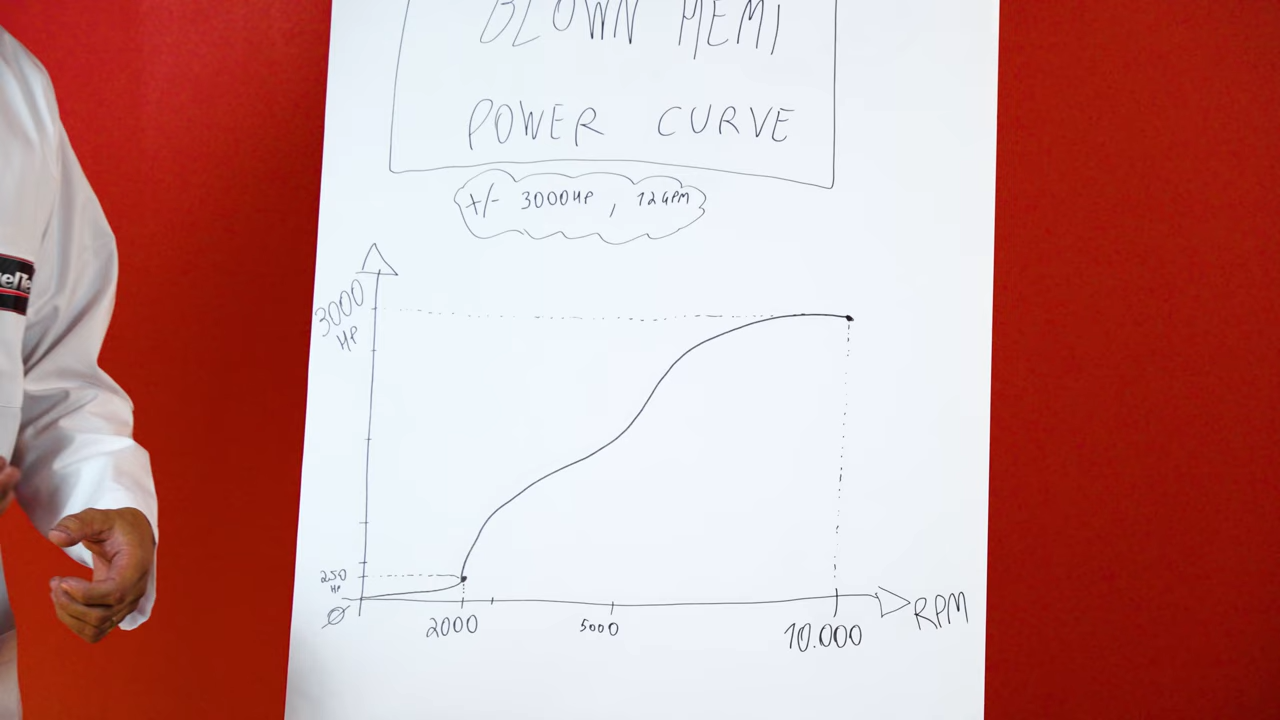 BLOWN HEMI
POWER CURVE
+/- 3000HP, 12GPM
3000
HP
250
HP
Ø
2000
5000
10.000
RPM